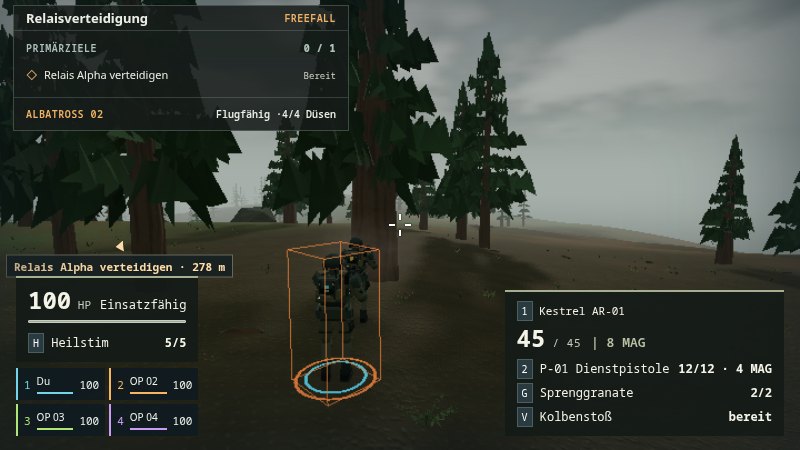 Relaisverteidigung FREEFALL
PRIMÄRZIELE 0 / 1
Relais Alpha verteidigen Bereit
ALBATROSS 02 Flugfähig ·4/4 Düsen
Relais Alpha verteidigen · 278 m
100 HP Einsatzfähig
H Heilstim 5/5
1 Du 100
2 OP 02 100
3 OP 03 100
4 OP 04 100
1 Kestrel AR-01
45 / 45 | 8 MAG
2 P-01 Dienstpistole 12/12 · 4 MAG
G Sprenggranate 2/2
V Kolbenstoß bereit